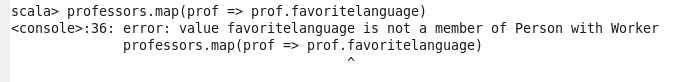 scala> professors.map(prof => prof.favoritelanguage)
<console>:36: error: value favoritelanguage is not a member of Person with Worker
professors.map(prof => prof.favoritelanguage)
^